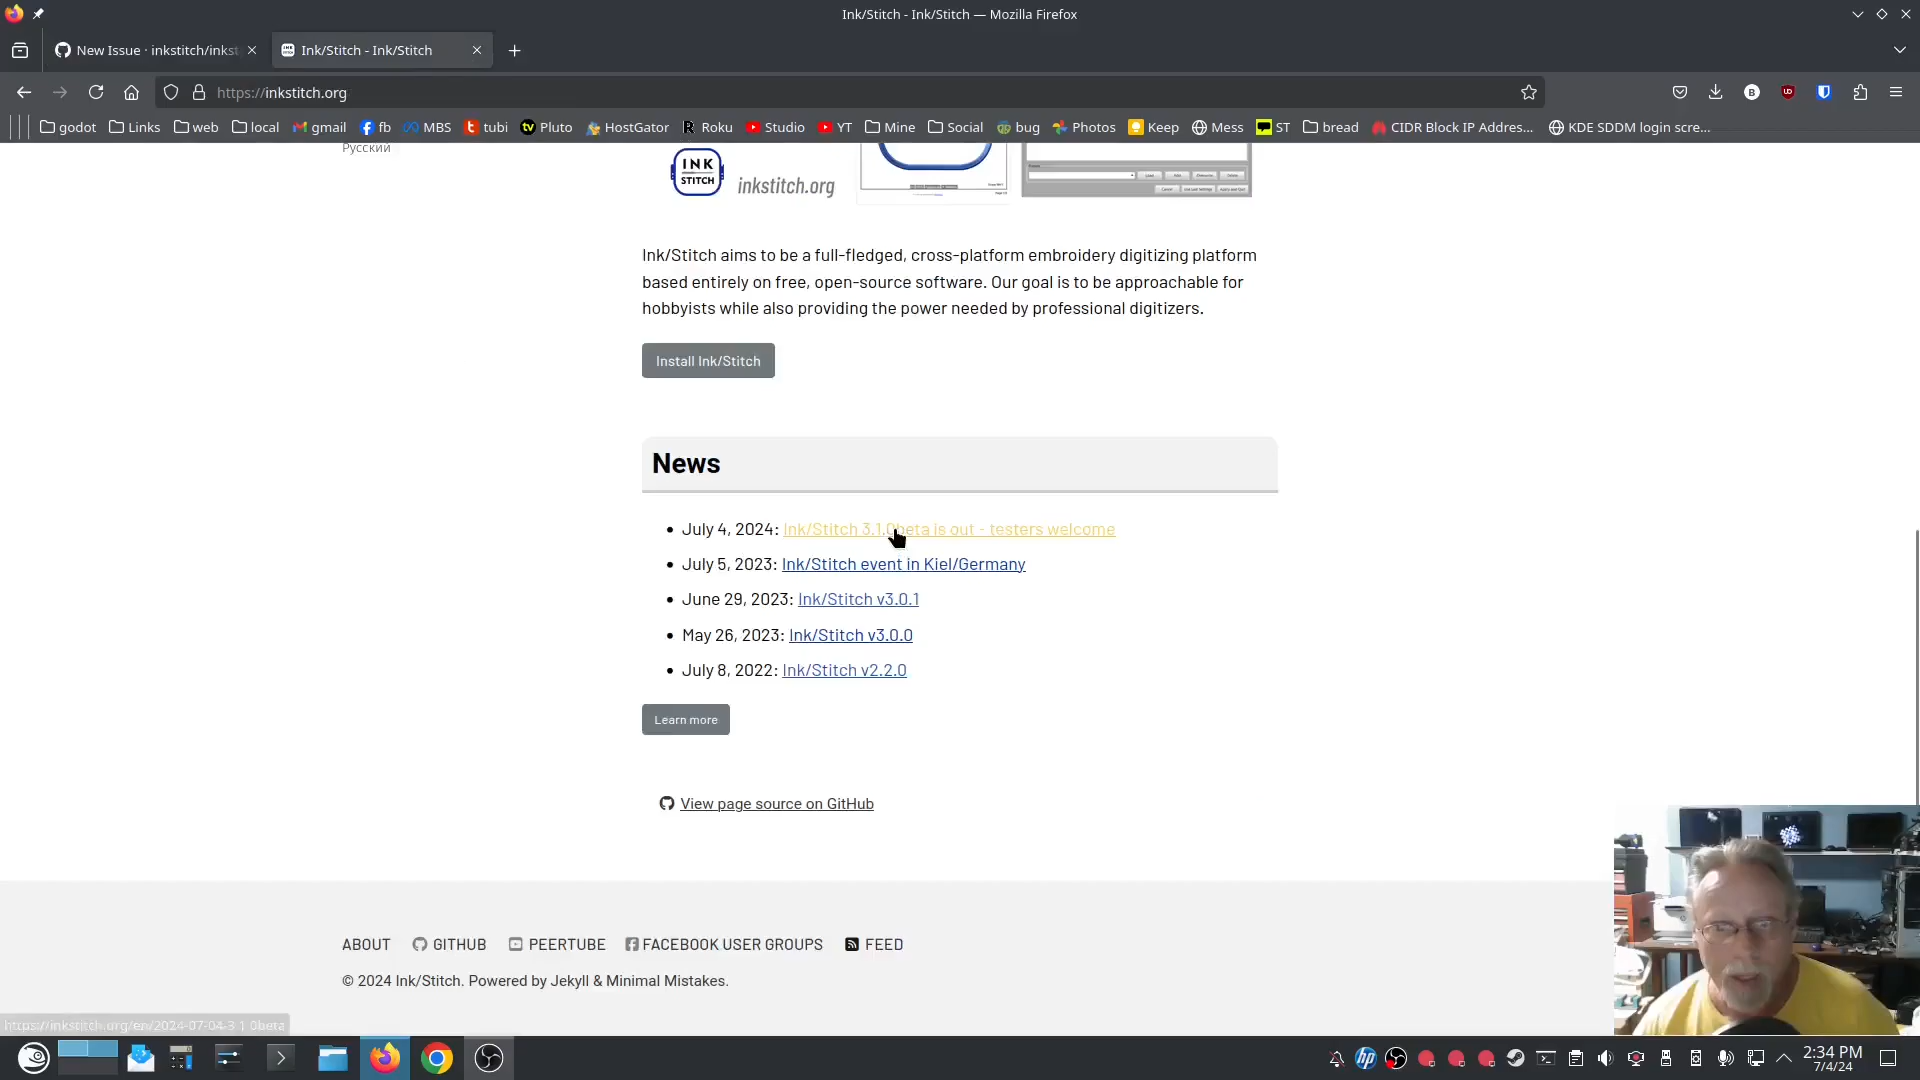 Ink/Stitch - Ink/Stitch — Mozilla Firefox
New Issue · inkstitch/inkst
Ink/Stitch - Ink/Stitch
https://inkstitch.org
godot Links web local gmail fb MBS tubi Pluto HostGator Roku Studio YT Mine Social bug Photos Keep Mess ST bread CIDR Block IP Addres... KDE SDDM login scre...
Русский
INK STITCH
inkstitch.org
Ink/Stitch aims to be a full-fledged, cross-platform embroidery digitizing platform
based entirely on free, open-source software. Our goal is to be approachable for
hobbyists while also providing the power needed by professional digitizers.
Install Ink/Stitch
News
July 4, 2024: Ink/Stitch 3.1.0beta is out - testers welcome
July 5, 2023: Ink/Stitch event in Kiel/Germany
June 29, 2023: Ink/Stitch v3.0.1
May 26, 2023: Ink/Stitch v3.0.0
July 8, 2022: Ink/Stitch v2.2.0
Learn more
View page source on GitHub
ABOUT GITHUB PEERTUBE FACEBOOK USER GROUPS FEED
© 2024 Ink/Stitch. Powered by Jekyll & Minimal Mistakes.
https://inkstitch.org/en/2024-07-04-3.1.0beta
2:34 PM
7/4/24